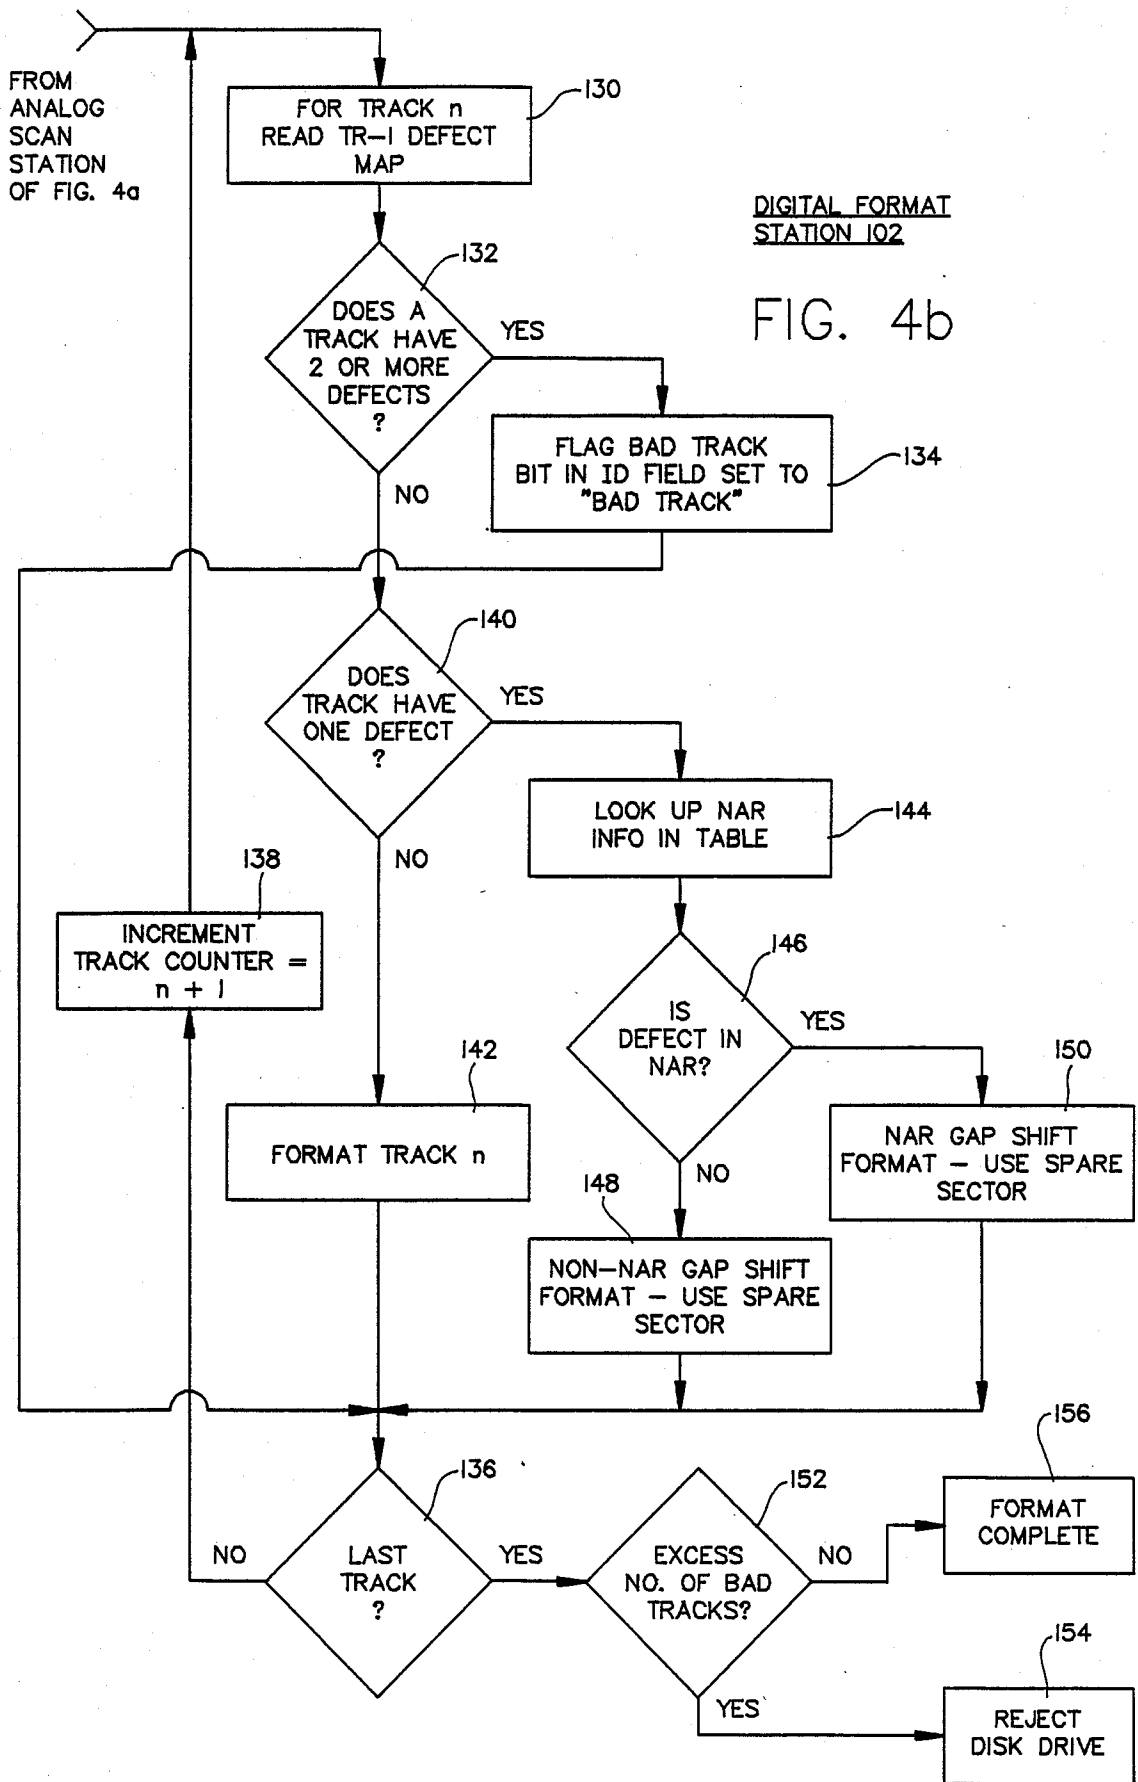 FROM
ANALOG
SCAN
STATION
OF FIG. 4a
FOR TRACK n
READ TR-1 DEFECT
MAP
130
DIGITAL FORMAT
STATION 102
FIG. 4b
132
DOES A
TRACK HAVE
2 OR MORE
DEFECTS
?
YES
NO
FLAG BAD TRACK
BIT IN ID FIELD SET TO
"BAD TRACK"
134
140
DOES
TRACK HAVE
ONE DEFECT
?
YES
NO
LOOK UP NAR
INFO IN TABLE
144
138
INCREMENT
TRACK COUNTER =
n + 1
146
IS
DEFECT IN
NAR?
YES
NO
142
FORMAT TRACK n
150
NAR GAP SHIFT
FORMAT - USE SPARE
SECTOR
148
NON-NAR GAP SHIFT
FORMAT - USE SPARE
SECTOR
136
LAST
TRACK
?
NO
YES
152
EXCESS
NO. OF BAD
TRACKS?
NO
YES
156
FORMAT
COMPLETE
154
REJECT
DISK DRIVE